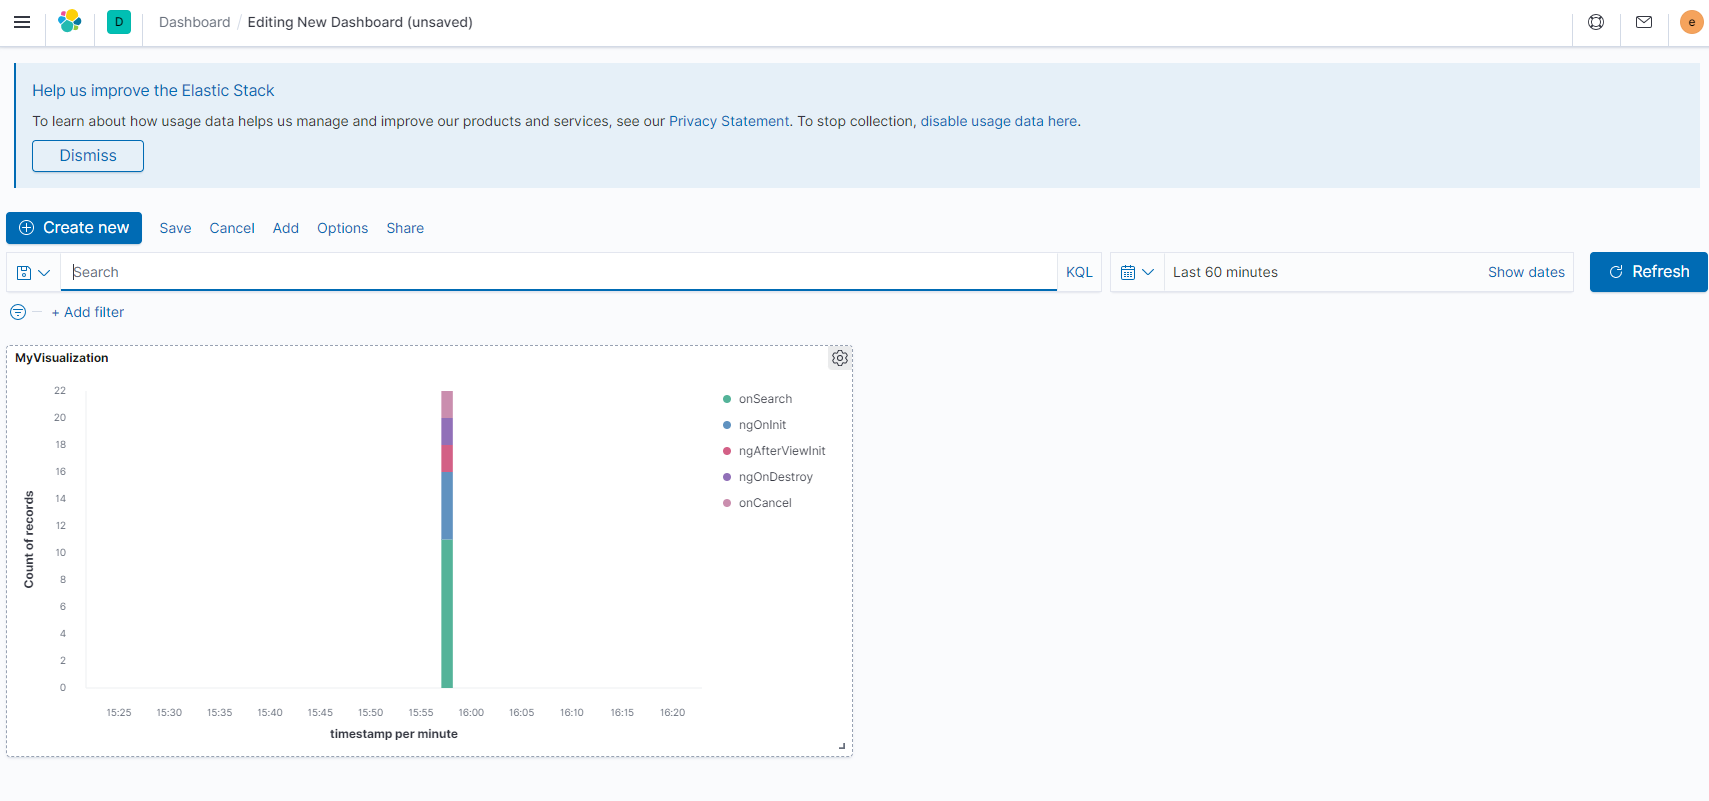 D Dashboard / Editing New Dashboard (unsaved) e
Help us improve the Elastic Stack
To learn about how usage data helps us manage and improve our products and services, see our Privacy Statement. To stop collection, disable usage data here.
Dismiss
Create new Save Cancel Add Options Share
Search KQL Last 60 minutes Show dates Refresh
+ Add filter
MyVisualization
22
20
18
16
14
12
10
8
6
4
2
0
Count of records
15:25 15:30 15:35 15:40 15:45 15:50 15:55 16:00 16:05 16:10 16:15 16:20
timestamp per minute
onSearch
ngOnInit
ngAfterViewInit
ngOnDestroy
onCancel